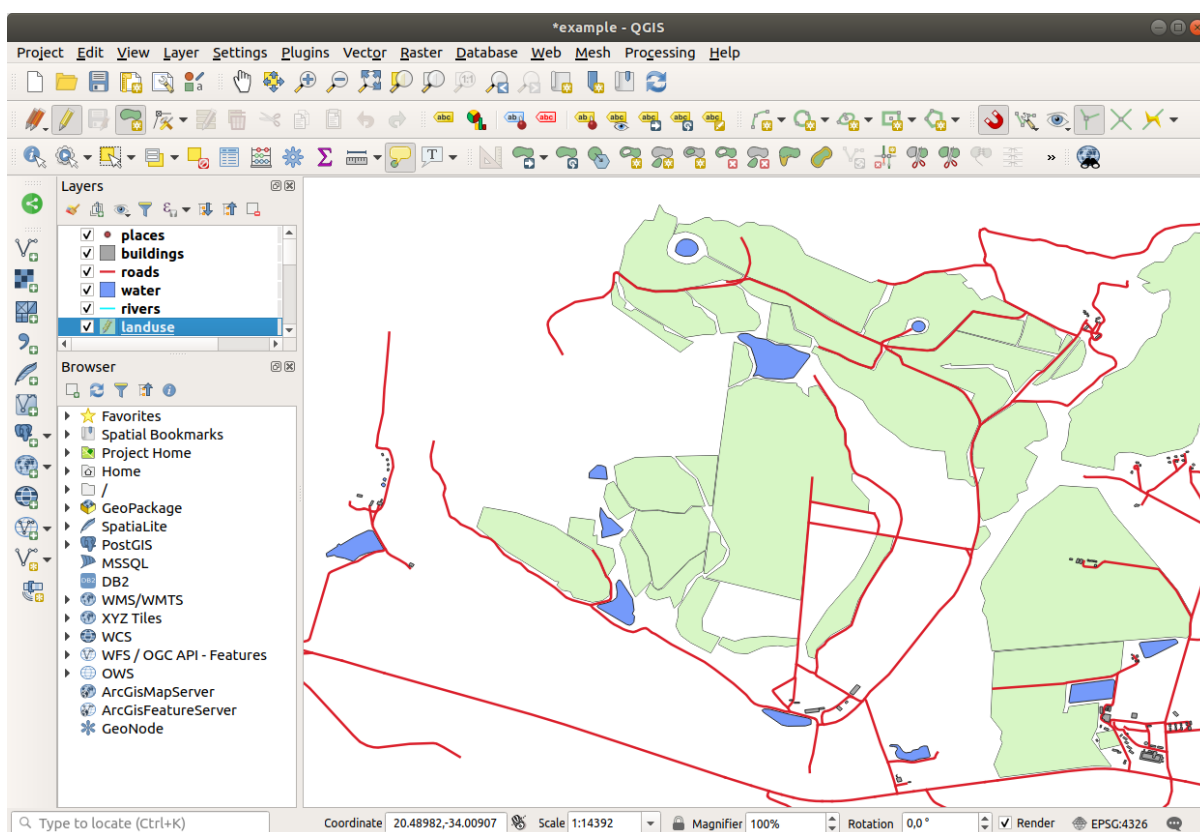 *example - QGIS
Project Edit View Layer Settings Plugins Vector Raster Database Web Mesh Processing Help
Layers
places
buildings
roads
water
rivers
landuse
Browser
Favorites
Spatial Bookmarks
Project Home
Home
/
GeoPackage
SpatiaLite
PostGIS
MSSQL
DB2
WMS/WMTS
XYZ Tiles
WCS
WFS / OGC API - Features
OWS
ArcGisMapServer
ArcGisFeatureServer
GeoNode
Type to locate (Ctrl+K) Coordinate 20.48982,-34.00907 Scale 1:14392 Magnifier 100% Rotation 0,0 ° Render EPSG:4326